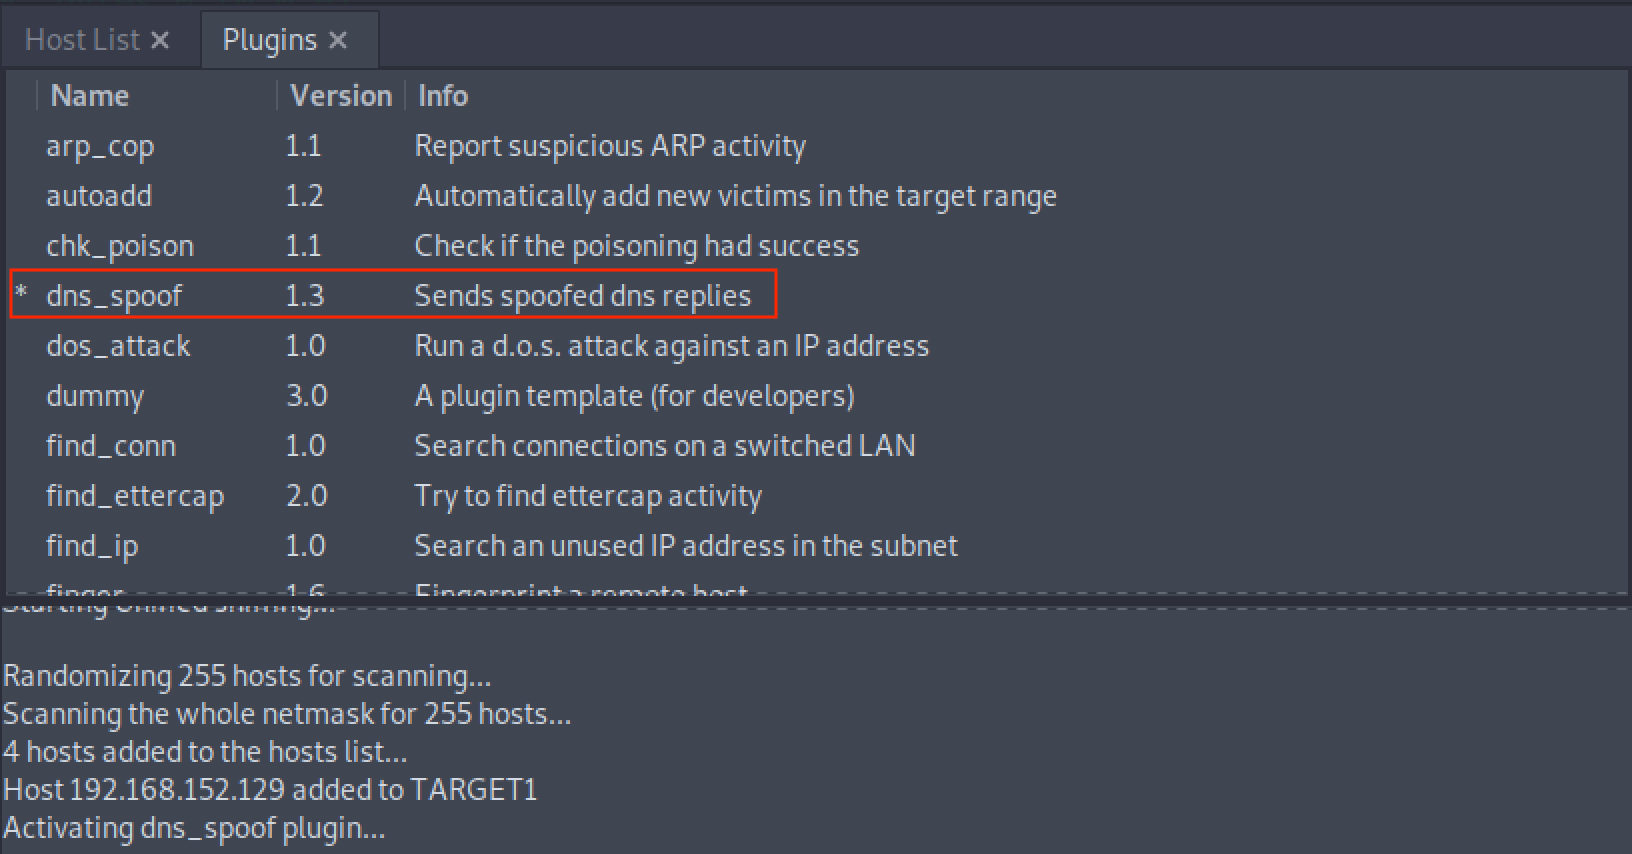 Host List × Plugins ×
Name Version Info
arp_cop 1.1 Report suspicious ARP activity
autoadd 1.2 Automatically add new victims in the target range
chk_poison 1.1 Check if the poisoning had success
* dns_spoof 1.3 Sends spoofed dns replies
dos_attack 1.0 Run a d.o.s. attack against an IP address
dummy 3.0 A plugin template (for developers)
find_conn 1.0 Search connections on a switched LAN
find_ettercap 2.0 Try to find ettercap activity
find_ip 1.0 Search an unused IP address in the subnet
finger 1.6 Fingerprint a remote host
Starting Unified sniffing...
Randomizing 255 hosts for scanning...
Scanning the whole netmask for 255 hosts...
4 hosts added to the hosts list...
Host 192.168.152.129 added to TARGET1
Activating dns_spoof plugin...